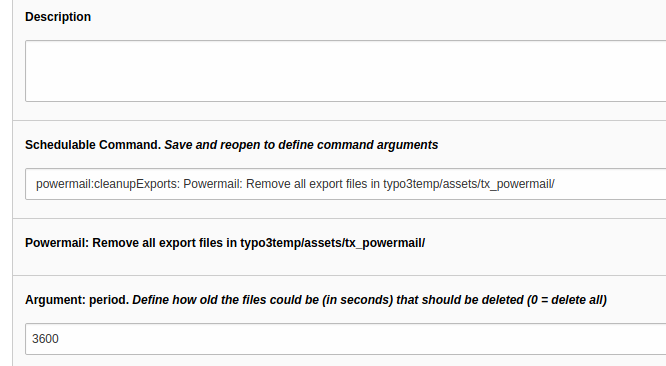 Description
Schedulable Command. Save and reopen to define command arguments
powermail:cleanupExports: Powermail: Remove all export files in typo3temp/assets/tx_powermail/
Powermail: Remove all export files in typo3temp/assets/tx_powermail/
Argument: period. Define how old the files could be (in seconds) that should be deleted (0 = delete all)
3600